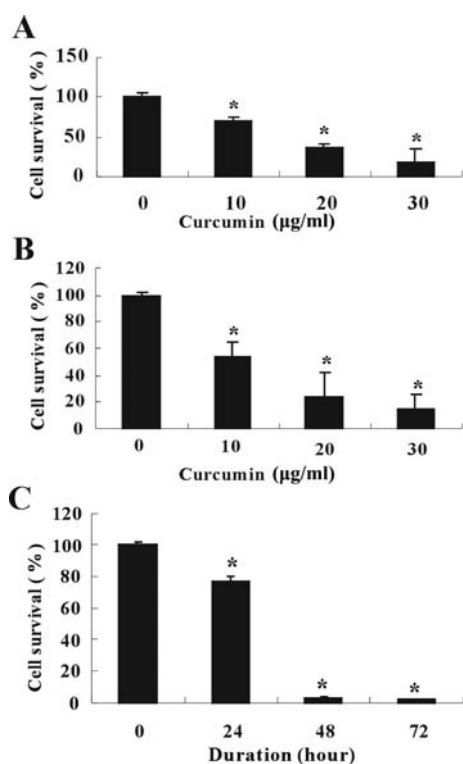 A
Cell survival ( %)
150
100
50
0
*
*
*
0 10 20 30
Curcumin (µg/ml)
B
Cell survival ( %)
120
100
80
60
40
20
0
*
*
*
0 10 20 30
Curcumin (µg/ml)
C
Cell survival ( %)
120
100
80
60
40
20
0
*
*
*
0 24 48 72
Duration (hour)